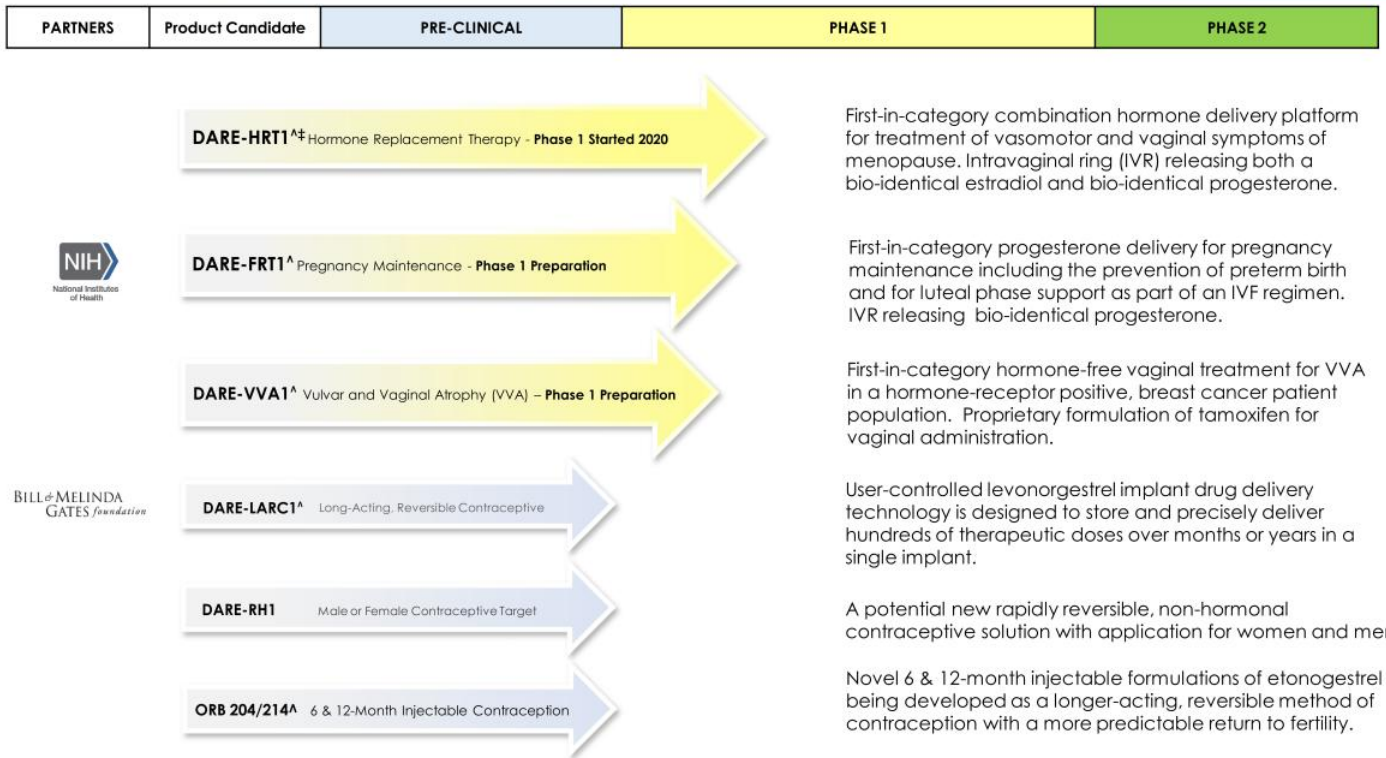 PARTNERS Product Candidate PRE-CLINICAL PHASE 1 PHASE 2
DARE-HRT1^‡ Hormone Replacement Therapy - Phase 1 Started 2020
First-in-category combination hormone delivery platform
for treatment of vasomotor and vaginal symptoms of
menopause. Intravaginal ring (IVR) releasing both a
bio-identical estradiol and bio-identical progesterone.
NIH
National Institutes
of Health
DARE-FRT1^ Pregnancy Maintenance - Phase 1 Preparation
First-in-category progesterone delivery for pregnancy
maintenance including the prevention of preterm birth
and for luteal phase support as part of an IVF regimen.
IVR releasing bio-identical progesterone.
DARE-VVA1^ Vulvar and Vaginal Atrophy (VVA) – Phase 1 Preparation
First-in-category hormone-free vaginal treatment for VVA
in a hormone-receptor positive, breast cancer patient
population. Proprietary formulation of tamoxifen for
vaginal administration.
BILL & MELINDA
GATES foundation
DARE-LARC1^ Long-Acting, Reversible Contraceptive
User-controlled levonorgestrel implant drug delivery
technology is designed to store and precisely deliver
hundreds of therapeutic doses over months or years in a
single implant.
DARE-RH1 Male or Female Contraceptive Target
A potential new rapidly reversible, non-hormonal
contraceptive solution with application for women and me
ORB 204/214^ 6 & 12-Month Injectable Contraception
Novel 6 & 12-month injectable formulations of etonogestrel
being developed as a longer-acting, reversible method of
contraception with a more predictable return to fertility.